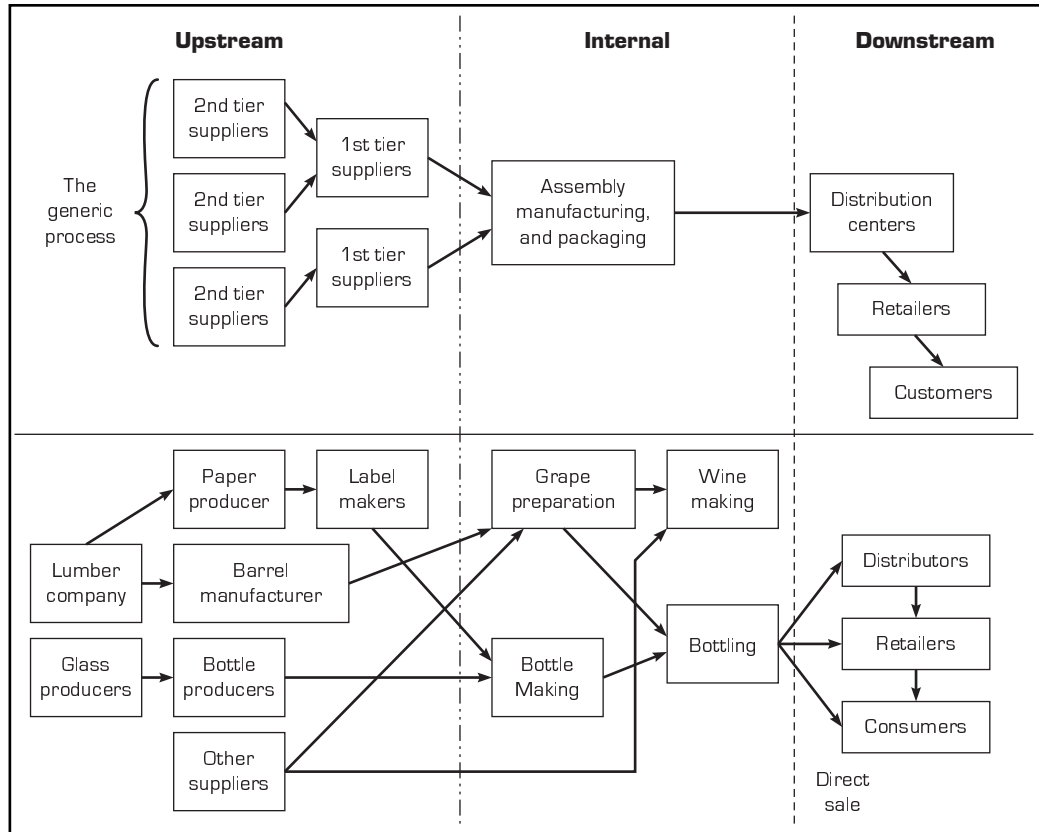 Upstream
Internal
Downstream
The
generic
process
2nd tier
suppliers
2nd tier
suppliers
2nd tier
suppliers
1st tier
suppliers
1st tier
suppliers
Assembly
manufacturing,
and packaging
Distribution
centers
Retailers
Customers
Paper
producer
Label
makers
Lumber
company
Barrel
manufacturer
Glass
producers
Bottle
producers
Other
suppliers
Grape
preparation
Wine
making
Bottle
Making
Bottling
Distributors
Retailers
Consumers
Direct
sale